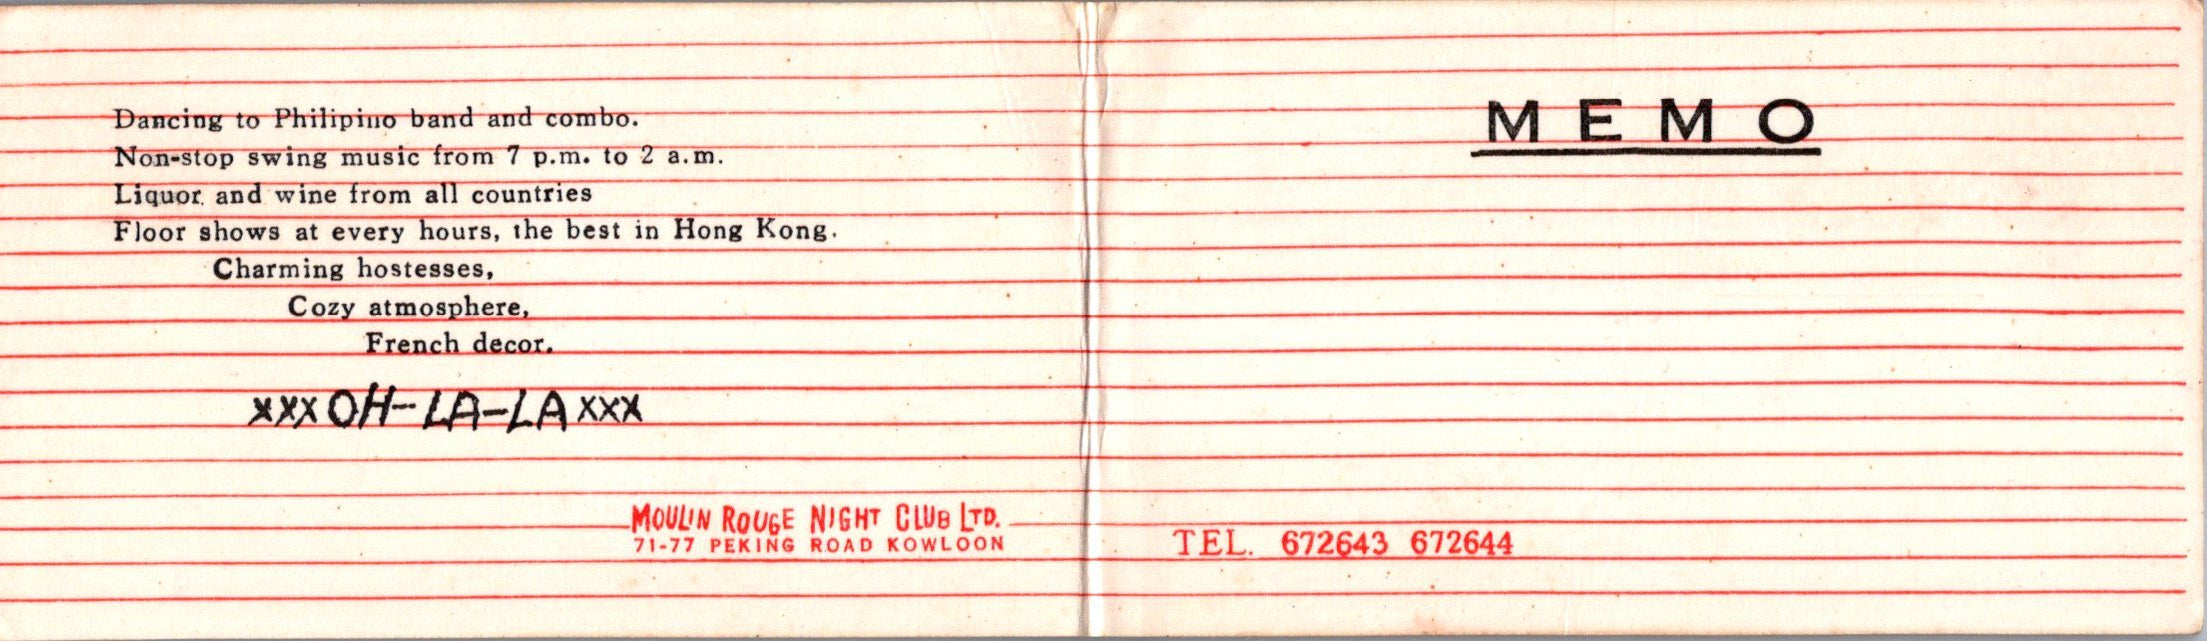 Dancing to Philipino band and combo.
Non-stop swing music from 7 p.m. to 2 a.m.
Liquor and wine from all countries
Floor shows at every hours, the best in Hong Kong.
Charming hostesses,
Cozy atmosphere,
French decor.
xxx OH-LA-LA xxx
MOULIN ROUGE NIGHT CLUB LTD.
71-77 PEKING ROAD KOWLOON
MEMO
TEL. 672643 672644